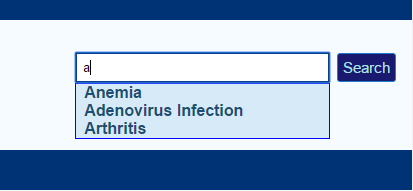 a
Search
Anemia
Adenovirus Infection
Arthritis